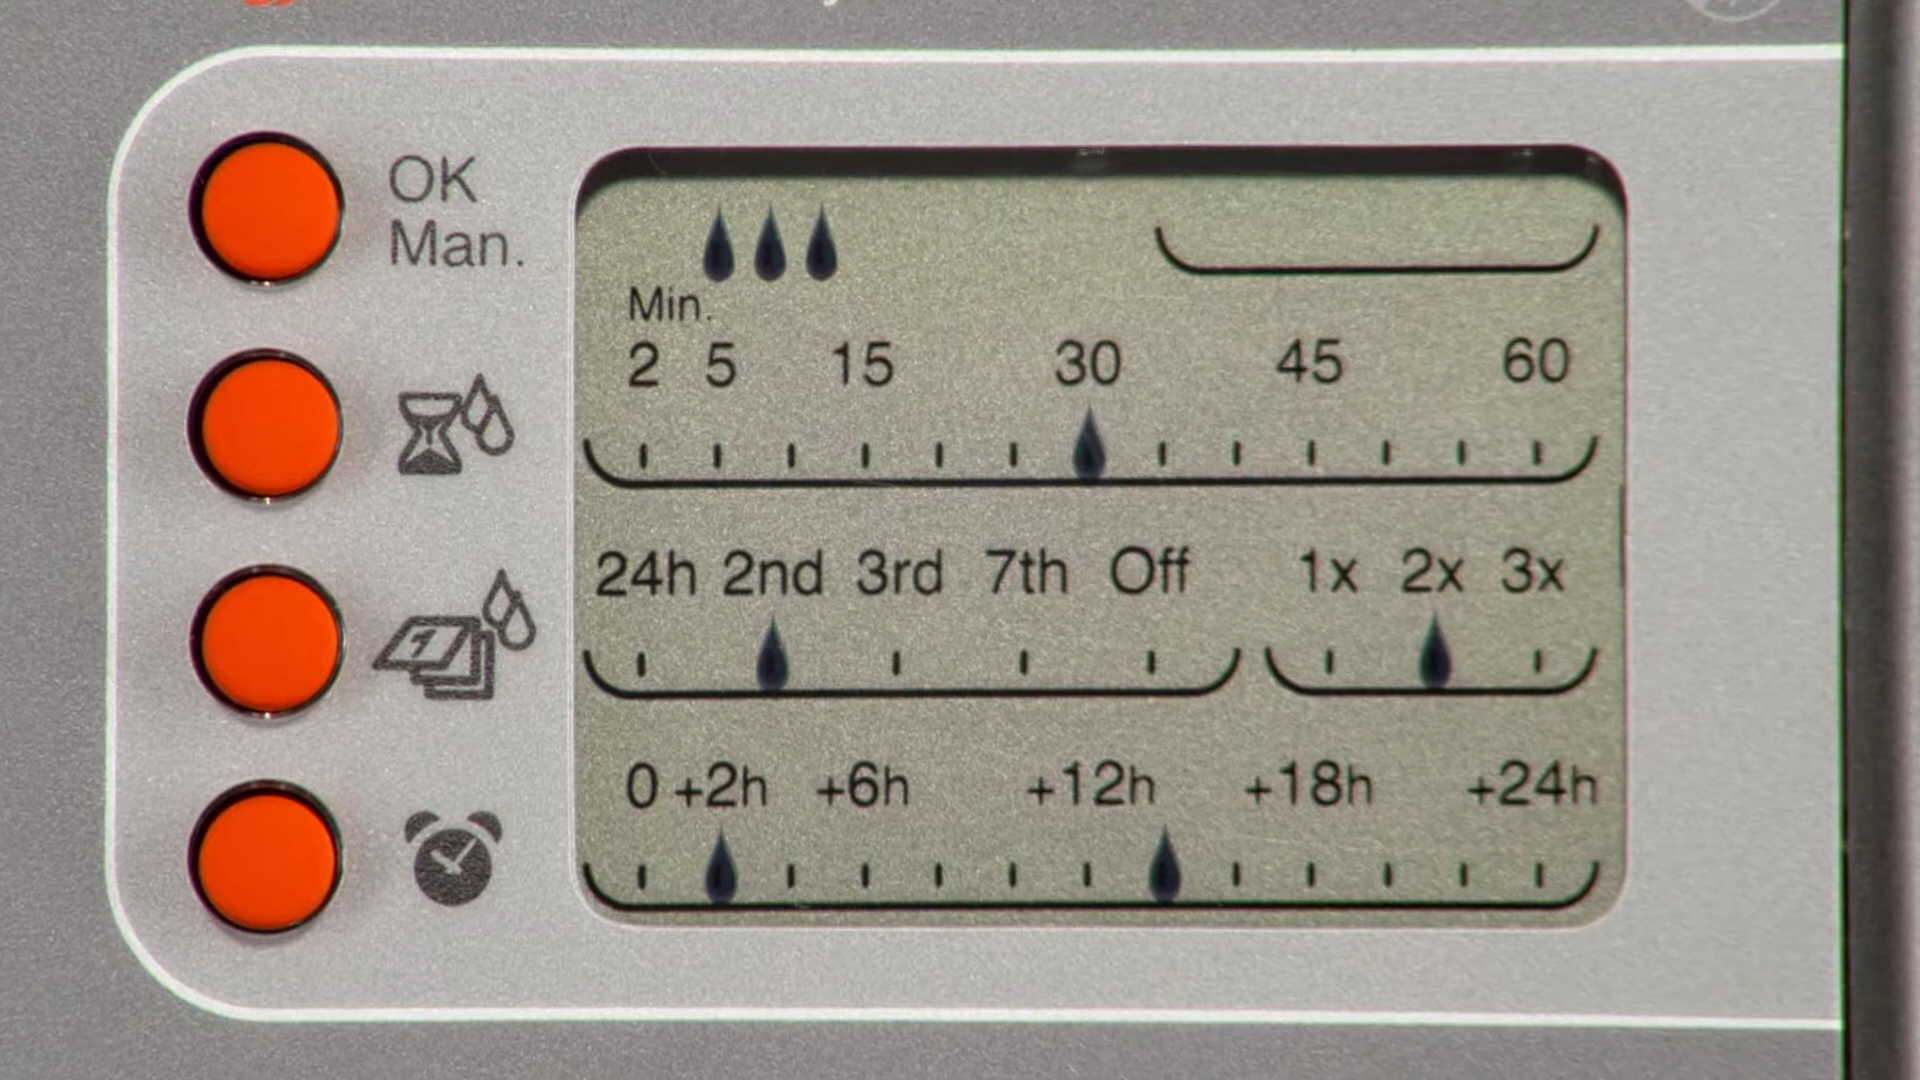 OK
Man.
Min.
2 5 15 30 45 60
24h 2nd 3rd 7th Off 1x 2x 3x
0 +2h +6h +12h +18h +24h